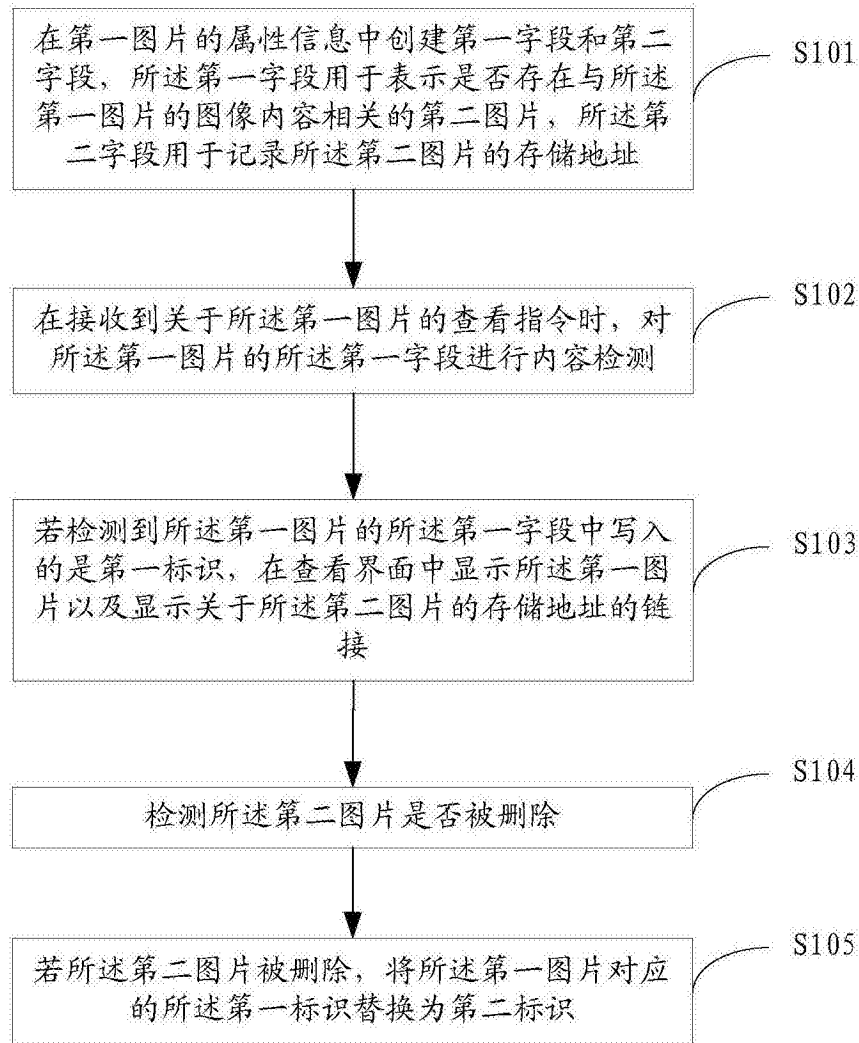 在第一图片的属性信息中创建第一字段和第二
字段，所述第一字段用于表示是否存在与所述
第一图片的图像内容相关的第二图片，所述第
二字段用于记录所述第二图片的存储地址
S101
在接收到关于所述第一图片的查看指令时，对
所述第一图片的所述第一字段进行内容检测
S102
若检测到所述第一图片的所述第一字段中写入
的是第一标识，在查看界面中显示所述第一图
片以及显示关于所述第二图片的存储地址的链
接
S103
检测所述第二图片是否被删除
S104
若所述第二图片被删除，将所述第一图片对应
的所述第一标识替换为第二标识
S105